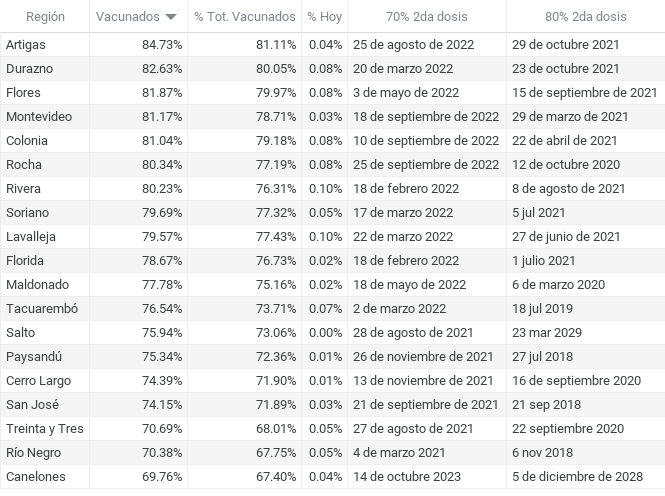 Región Vacunados % Tot. Vacunados % Hoy 70% 2da dosis 80% 2da dosis
Artigas 84.73% 81.11% 0.04% 25 de agosto de 2022 29 de octubre 2021
Durazno 82.63% 80.05% 0.08% 20 de marzo de 2022 23 de octubre 2021
Flores 81.87% 79.97% 0.08% 3 de mayo de 2022 15 de septiembre de 2021
Montevideo 81.17% 78.71% 0.03% 18 de septiembre de 2022 29 de marzo de 2021
Colonia 81.04% 79.18% 0.08% 10 de septiembre de 2022 22 de abril de 2021
Rocha 80.34% 77.19% 0.08% 25 de septiembre de 2022 12 de octubre 2020
Rivera 80.23% 76.31% 0.10% 18 de febrero 2022 8 de agosto de 2021
Soriano 79.69% 77.32% 0.05% 17 de marzo 2022 5 jul 2021
Lavalleja 79.57% 77.43% 0.10% 22 de marzo 2022 27 de junio de 2021
Florida 78.67% 76.73% 0.02% 18 de febrero 2022 1 julio 2021
Maldonado 77.78% 75.16% 0.02% 18 de mayo de 2022 6 de marzo 2020
Tacuarembó 76.54% 73.71% 0.07% 2 de marzo 2022 18 jul 2019
Salto 75.94% 73.06% 0.00% 28 de agosto de 2021 23 mar 2029
Paysandú 75.34% 72.36% 0.01% 26 de noviembre de 2021 27 jul 2018
Cerro Largo 74.39% 71.90% 0.01% 13 de noviembre de 2021 16 de septiembre 2020
San José 74.15% 71.89% 0.03% 21 de septiembre de 2021 21 sep 2018
Treinta y Tres 70.69% 68.01% 0.05% 27 de agosto de 2021 22 septiembre 2020
Río Negro 70.38% 67.75% 0.05% 4 de marzo 2021 6 nov 2018
Canelones 69.76% 67.40% 0.04% 14 de octubre 2023 5 de diciembre de 2028